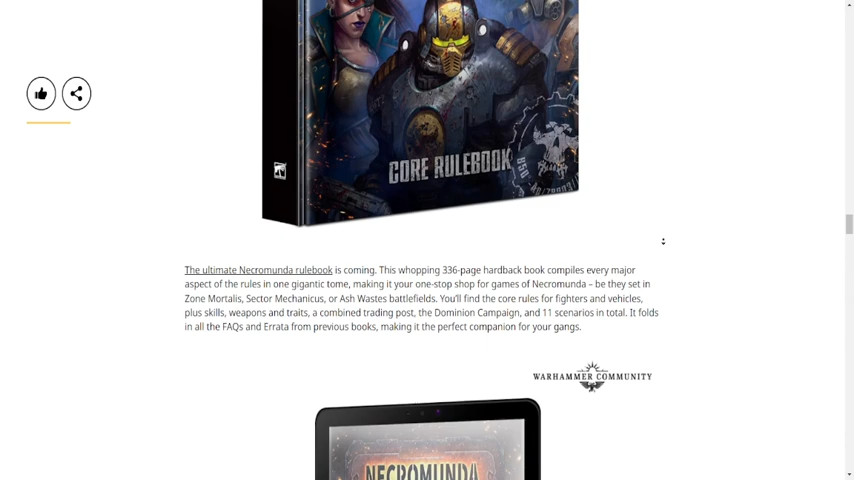 CORE RULEBOOK
The ultimate Necromunda rulebook is coming. This whopping 336-page hardback book compiles every major
aspect of the rules in one gigantic tome, making it your one-stop shop for games of Necromunda – be they set in
Zone Mortalis, Sector Mechanicus, or Ash Wastes battlefields. You'll find the core rules for fighters and vehicles,
plus skills, weapons and traits, a combined trading post, the Dominion Campaign, and 11 scenarios in total. It folds
in all the FAQs and Errata from previous books, making it the perfect companion for your gangs.
WARHAMMER COMMUNITY
NECROMUNDA